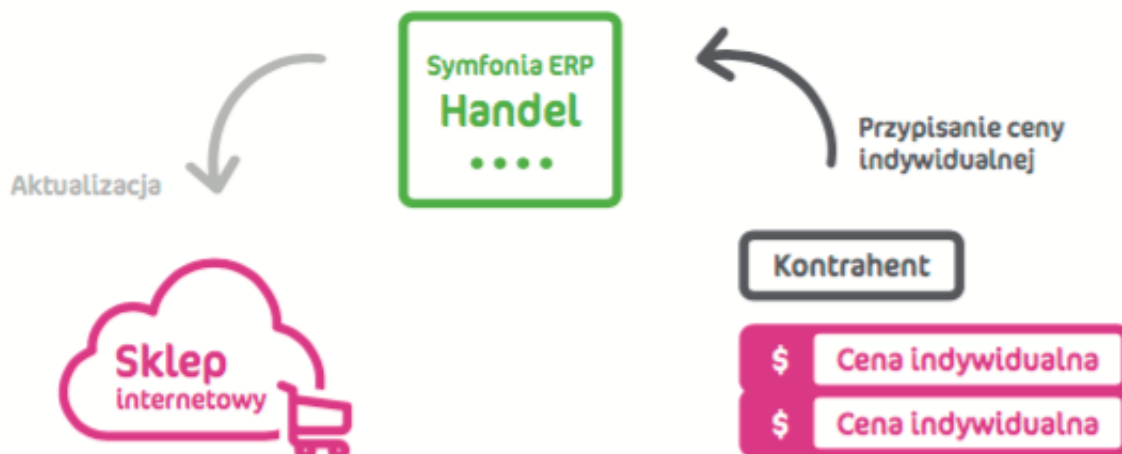 Symfonia ERP
Handel
Przypisanie ceny
indywidualnej
Aktualizacja
Kontrahent
Sklep
internetowy
$ Cena indywidualna
$ Cena indywidualna